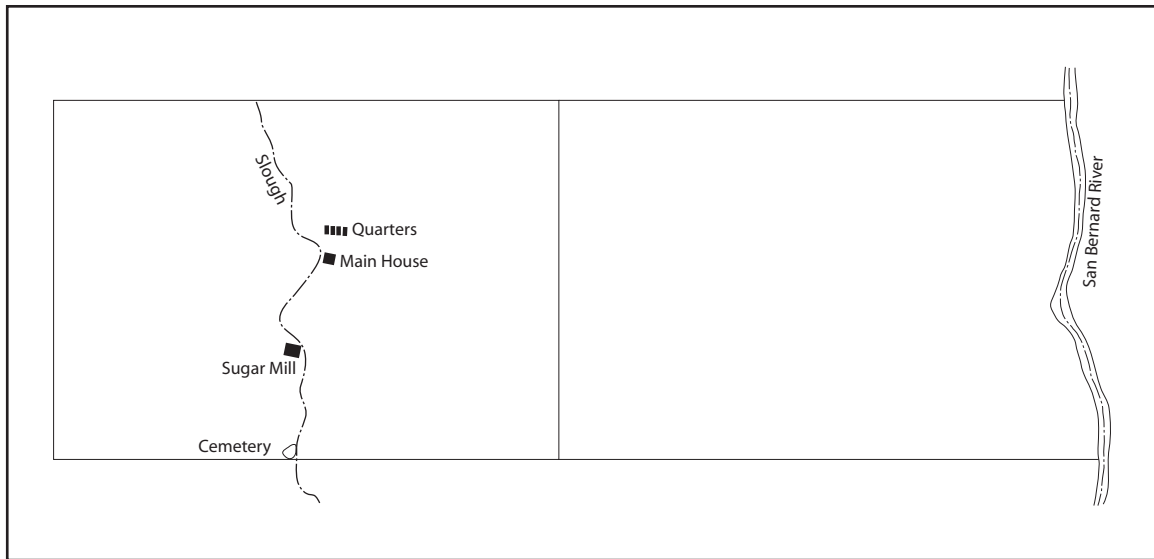 Slough
Quarters
Main House
San Bernard River
Sugar Mill
Cemetery